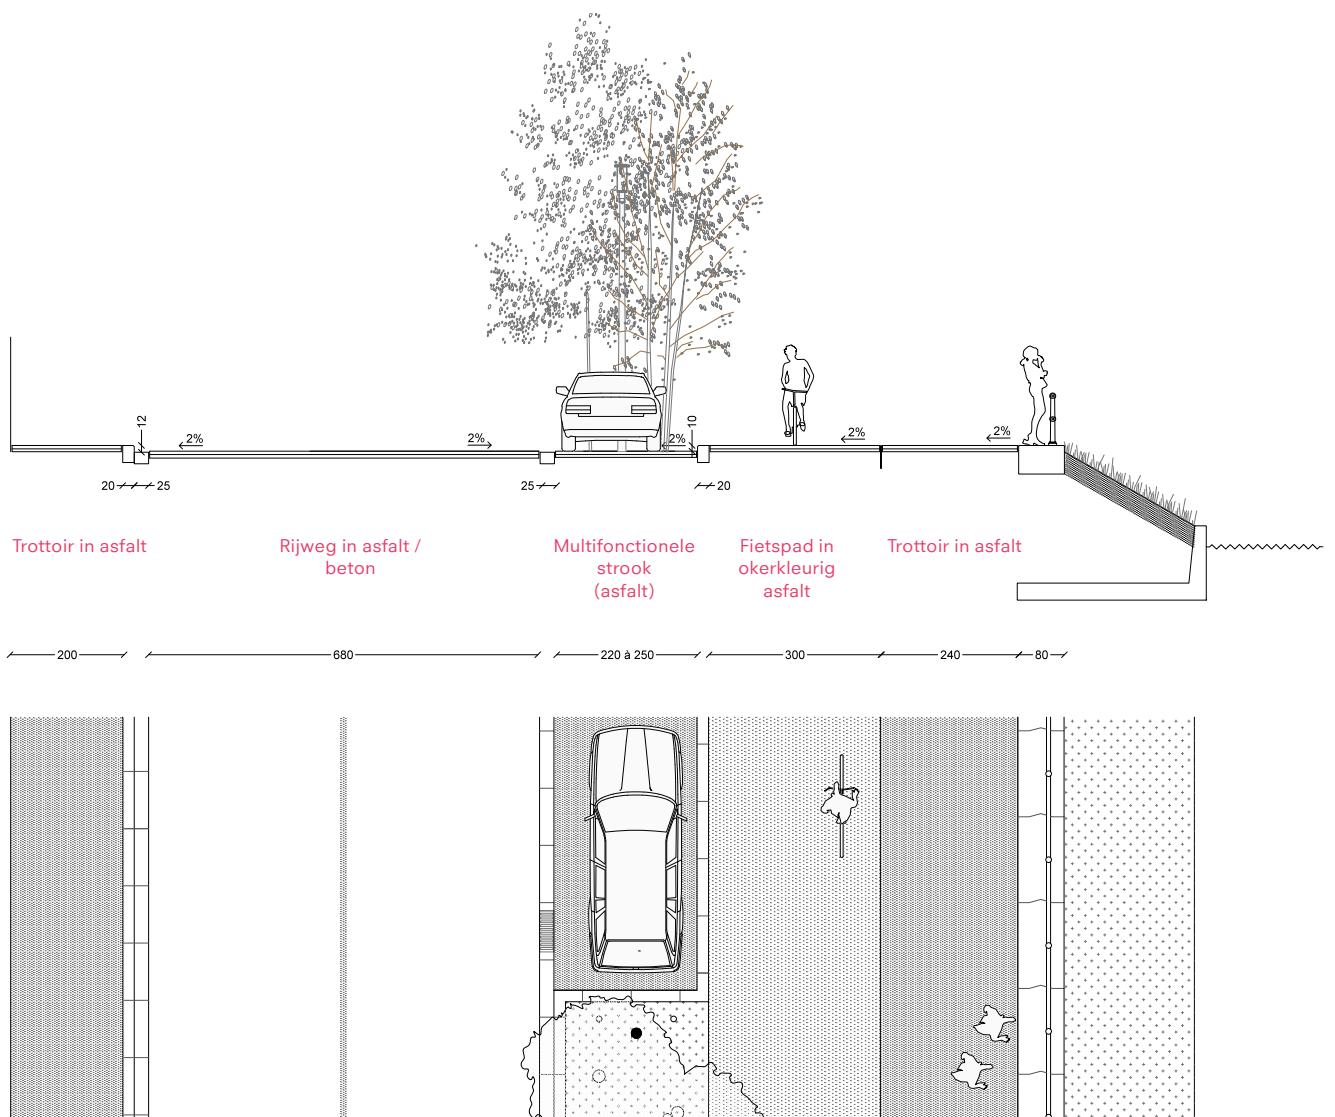 12
2%
2%
2%
10
2%
2%
20
25
25
20
Trottoir in asfalt
Rijweg in asfalt /
beton
Multifonctionele
strook
(asfalt)
Fietspad in
okerkleurig
asfalt
Trottoir in asfalt
200
680
220 à 250
300
240
80